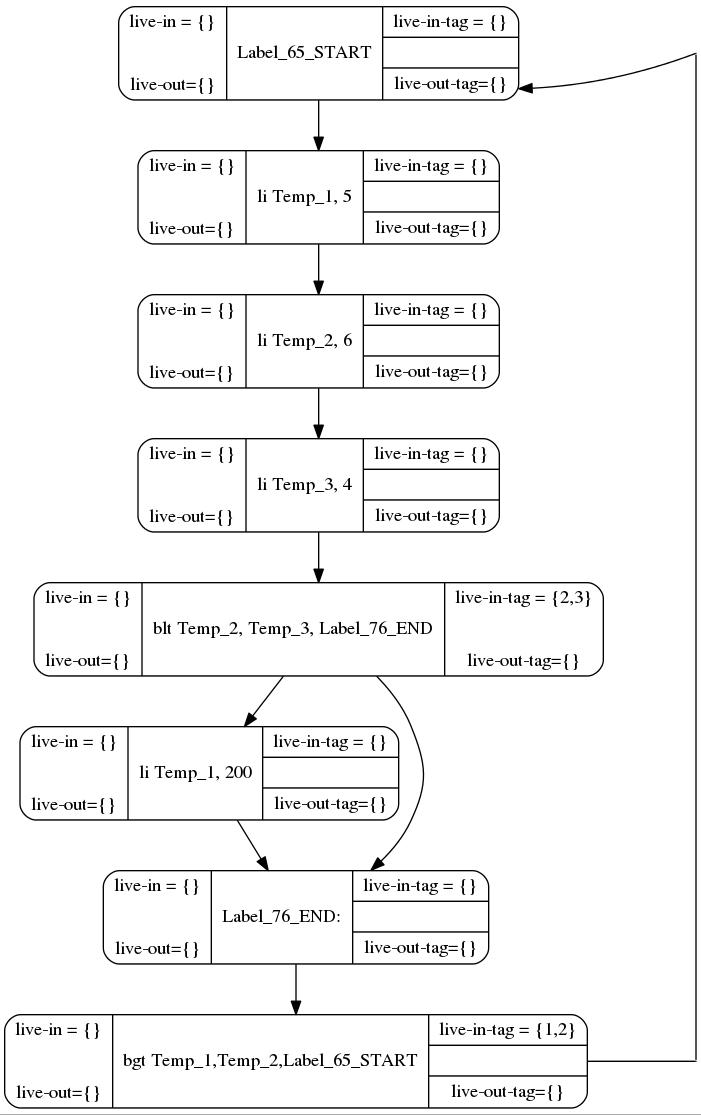 live-in = {}
live-out={}
Label_65_START
live-in-tag = {}
live-out-tag={}
live-in = {}
live-out={}
li Temp_1, 5
live-in-tag = {}
live-out-tag={}
live-in = {}
live-out={}
li Temp_2, 6
live-in-tag = {}
live-out-tag={}
live-in = {}
live-out={}
li Temp_3, 4
live-in-tag = {}
live-out-tag={}
live-in = {}
live-out={}
blt Temp_2, Temp_3, Label_76_END
live-in-tag = {2,3}
live-out-tag={}
live-in = {}
live-out={}
li Temp_1, 200
live-in-tag = {}
live-out-tag={}
live-in = {}
live-out={}
Label_76_END:
live-in-tag = {}
live-out-tag={}
live-in = {}
live-out={}
bgt Temp_1,Temp_2,Label_65_START
live-in-tag = {1,2}
live-out-tag={}